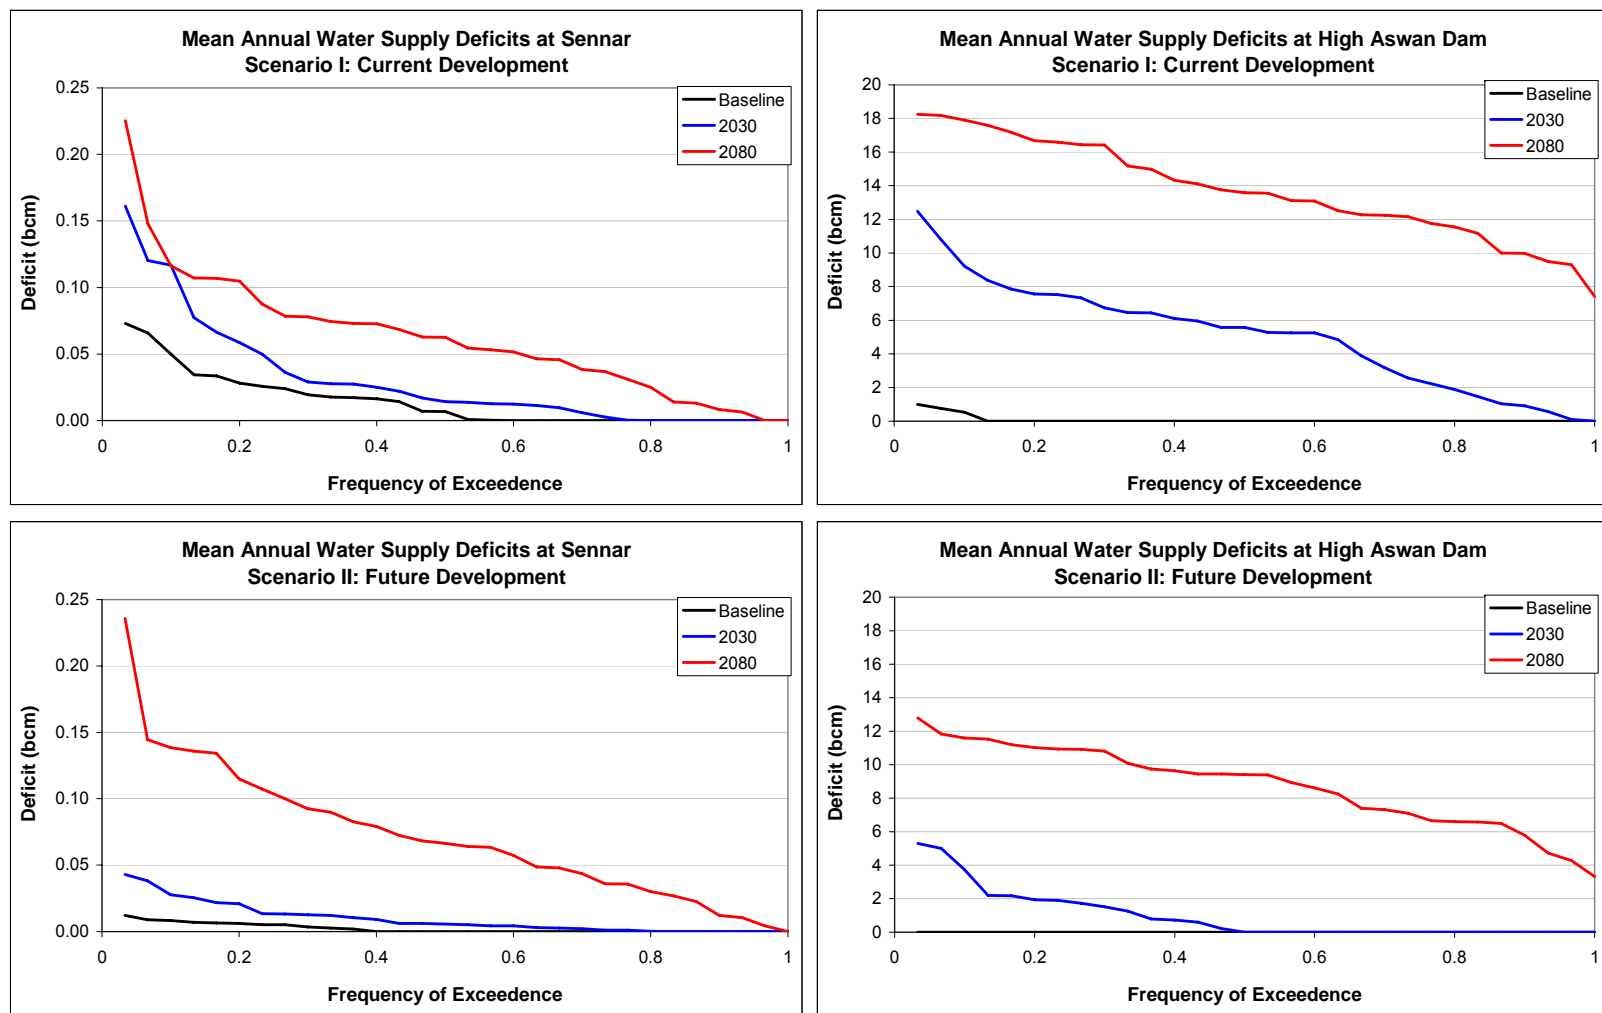 Mean Annual Water Supply Deficits at Sennar
Scenario I: Current Development
0.25
0.20
0.15
0.10
0.05
0.00
Deficit (bcm)
0 0.2 0.4 0.6 0.8 1
Frequency of Exceedence
Baseline
2030
2080
Mean Annual Water Supply Deficits at High Aswan Dam
Scenario I: Current Development
20
18
16
14
12
10
8
6
4
2
0
Deficit (bcm)
0 0.2 0.4 0.6 0.8 1
Frequency of Exceedence
Baseline
2030
2080
Mean Annual Water Supply Deficits at Sennar
Scenario II: Future Development
0.25
0.20
0.15
0.10
0.05
0.00
Deficit (bcm)
0 0.2 0.4 0.6 0.8 1
Frequency of Exceedence
Baseline
2030
2080
Mean Annual Water Supply Deficits at High Aswan Dam
Scenario II: Future Development
20
18
16
14
12
10
8
6
4
2
0
Deficit (bcm)
0 0.2 0.4 0.6 0.8 1
Frequency of Exceedence
Baseline
2030
2080